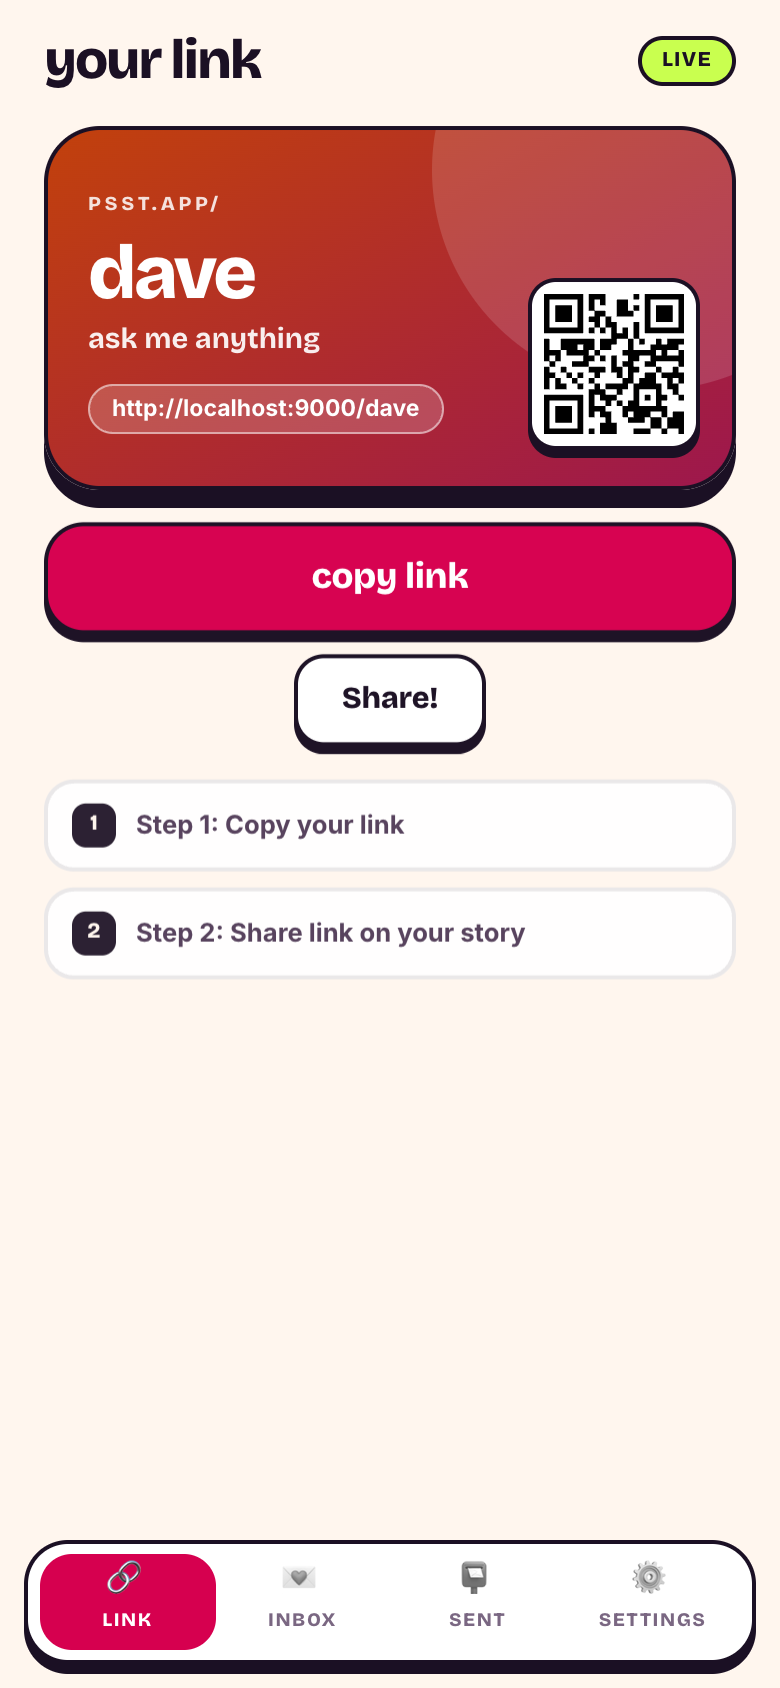 your link
LIVE
PSST.APP/
dave
ask me anything
http://localhost:9000/dave
copy link
Share!
1 Step 1: Copy your link
2 Step 2: Share link on your story
LINK INBOX SENT SETTINGS